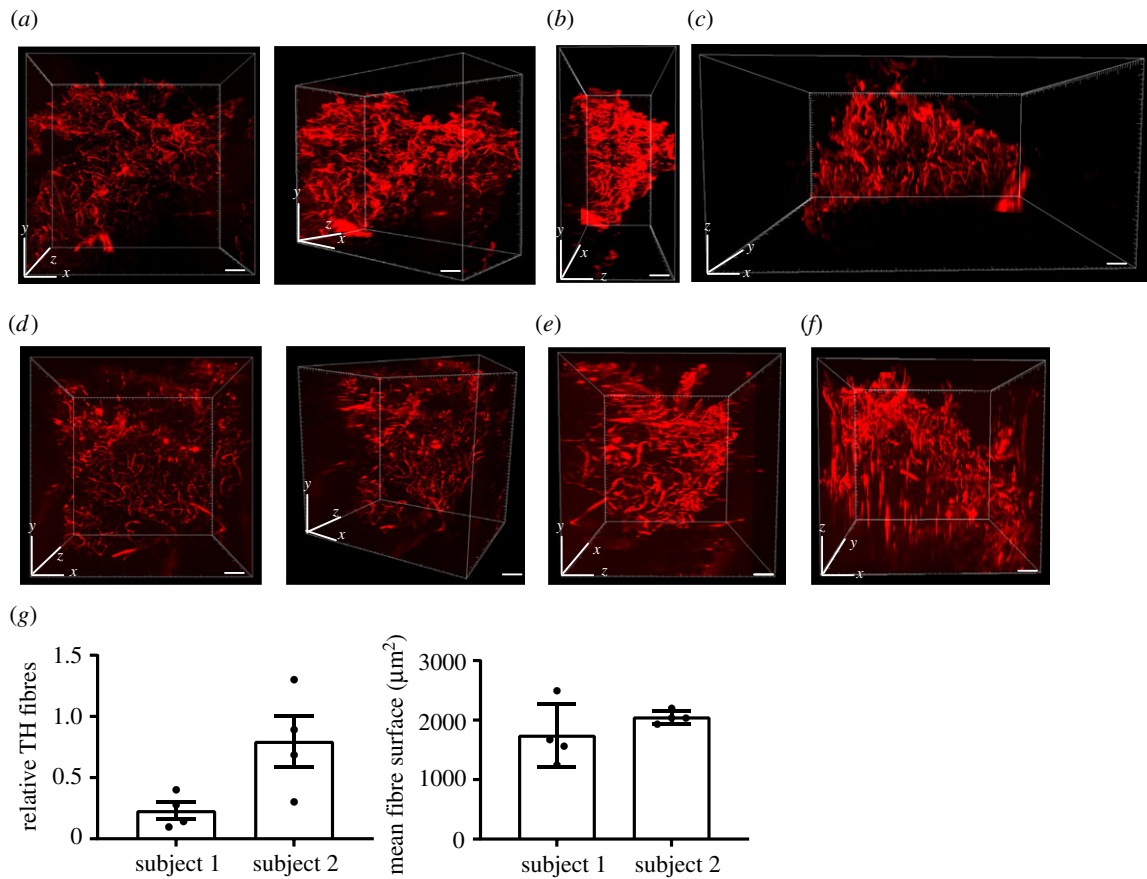 (a)
(b)
(c)
y
z
x
y
z
x
y
x
z
z
y
x
(d)
(e)
(f)
y
z
x
y
z
x
y
x
z
z
y
x
(g)
relative TH fibres
1.5
1.0
0.5
0
subject 1
subject 2
mean fibre surface (μm²)
3000
2000
1000
0
subject 1
subject 2